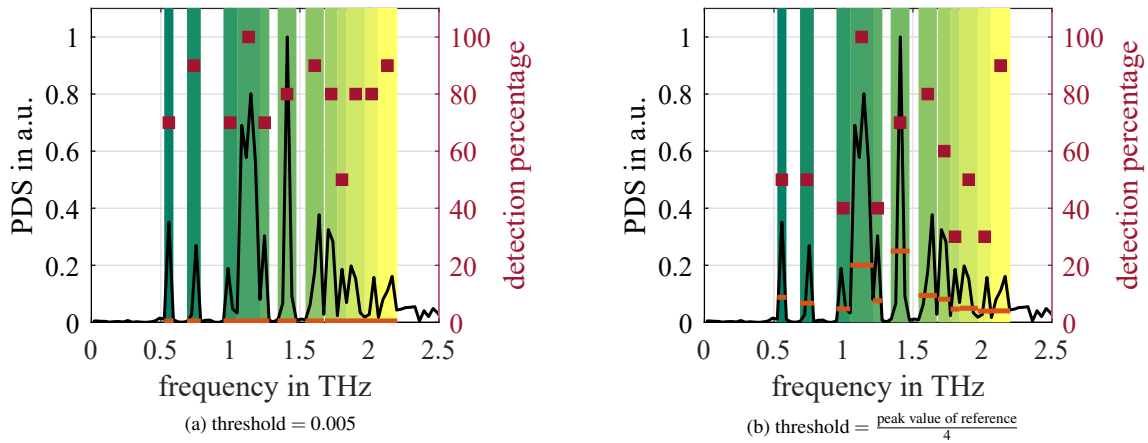 PDS in a.u.
1
0.8
0.6
0.4
0.2
0
0 0.5 1 1.5 2 2.5
frequency in THz
100
80
60
40
20
0
detection percentage
(a) threshold = 0.005
PDS in a.u.
1
0.8
0.6
0.4
0.2
0
0 0.5 1 1.5 2 2.5
frequency in THz
100
80
60
40
20
0
detection percentage
(b) threshold = peak value of reference / 4